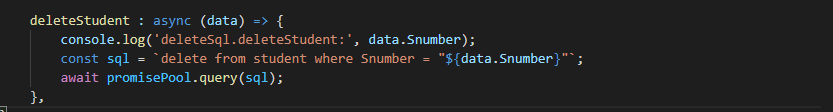 deleteStudent : async (data) => {
console.log('deleteSql.deleteStudent:', data.Snumber);
const sql = `delete from student where Snumber = "${data.Snumber}"`;
await promisePool.query(sql);
},